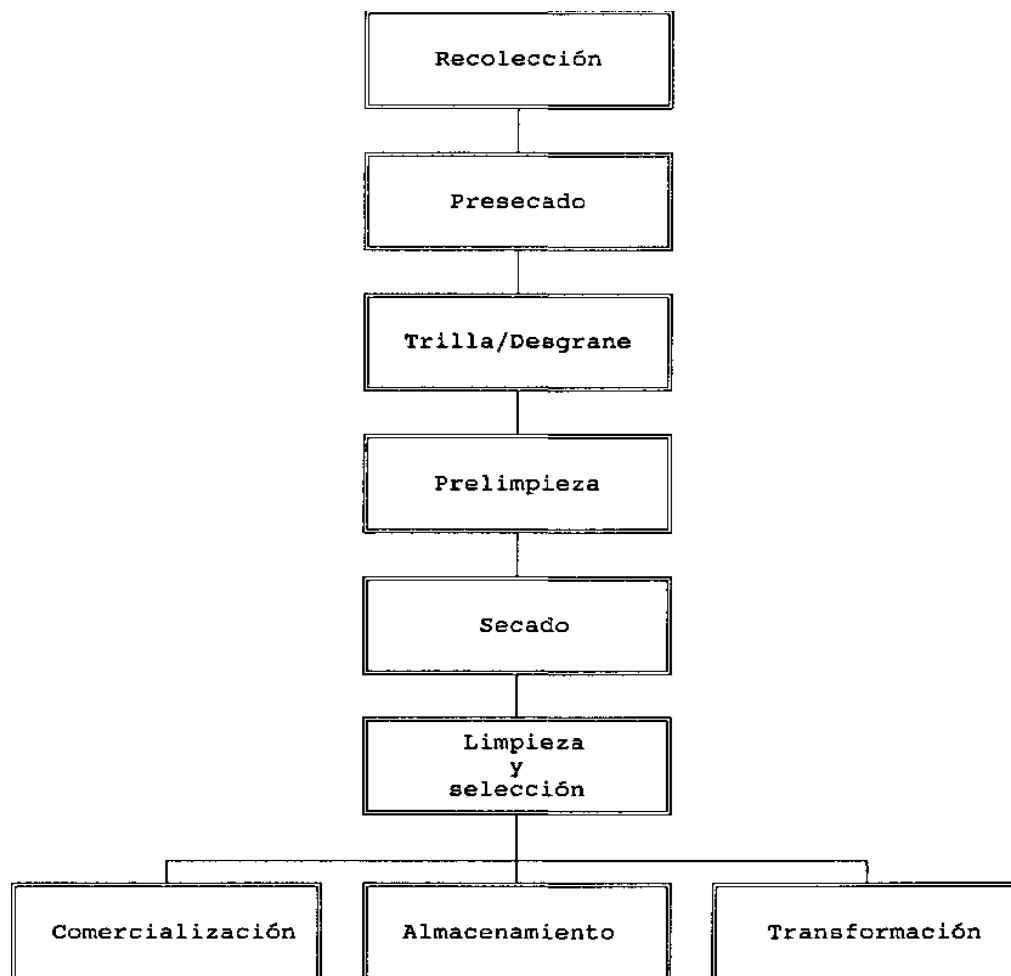 Recolección
Presecado
Trilla/Desgrane
Prelimpieza
Secado
Limpieza
y
selección
Comercialización
Almacenamiento
Transformación